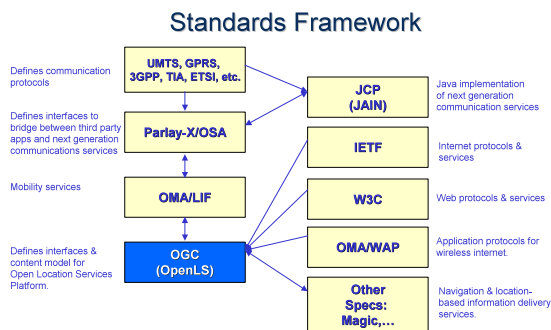 Standards Framework
Defines communication
protocols
UMTS, GPRS,
3GPP, TIA, ETSI, etc.
JCP
(JAIN)
Java implementation
of next generation
communication services
Defines interfaces to
bridge between third party
apps and next generation
communications services
Parlay-X/OSA
IETF
Internet protocols &
services
Mobility services
OMA/LIF
W3C
Web protocols & services
Defines interfaces &
content model for
Open Location Services
Platform.
OGC
(OpenLS)
OMA/WAP
Application protocols for
wireless internet.
Other
Specs:
Magic,...
Navigation & location-
based information delivery
services.